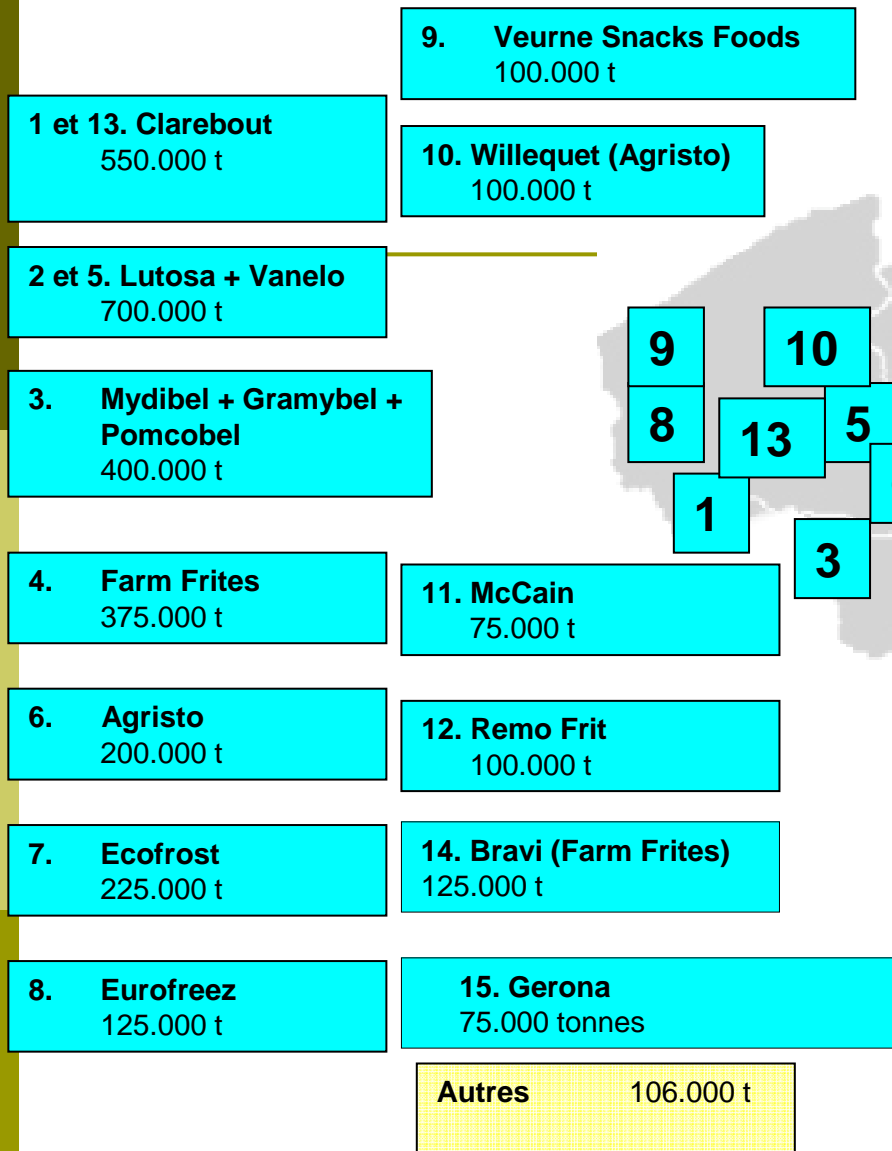 9. Veurne Snacks Foods
100.000 t
1 et 13. Clarebout
550.000 t
10. Willequet (Agristo)
100.000 t
2 et 5. Lutosa + Vanelo
700.000 t
3. Mydibel + Gramybel +
Pomcobel
400.000 t
4. Farm Frites
375.000 t
11. McCain
75.000 t
6. Agristo
200.000 t
12. Remo Frit
100.000 t
7. Ecofrost
225.000 t
14. Bravi (Farm Frites)
125.000 t
8. Eurofreez
125.000 t
15. Gerona
75.000 tonnes
Autres 106.000 t
9
10
8
13
5
1
3